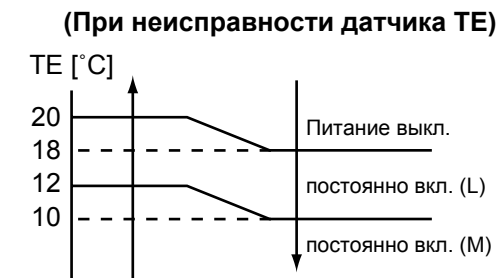 (При неисправности датчика TE)
TE [˚C]
20
Питание выкл.
18
12
постоянно вкл. (L)
10
постоянно вкл. (M)